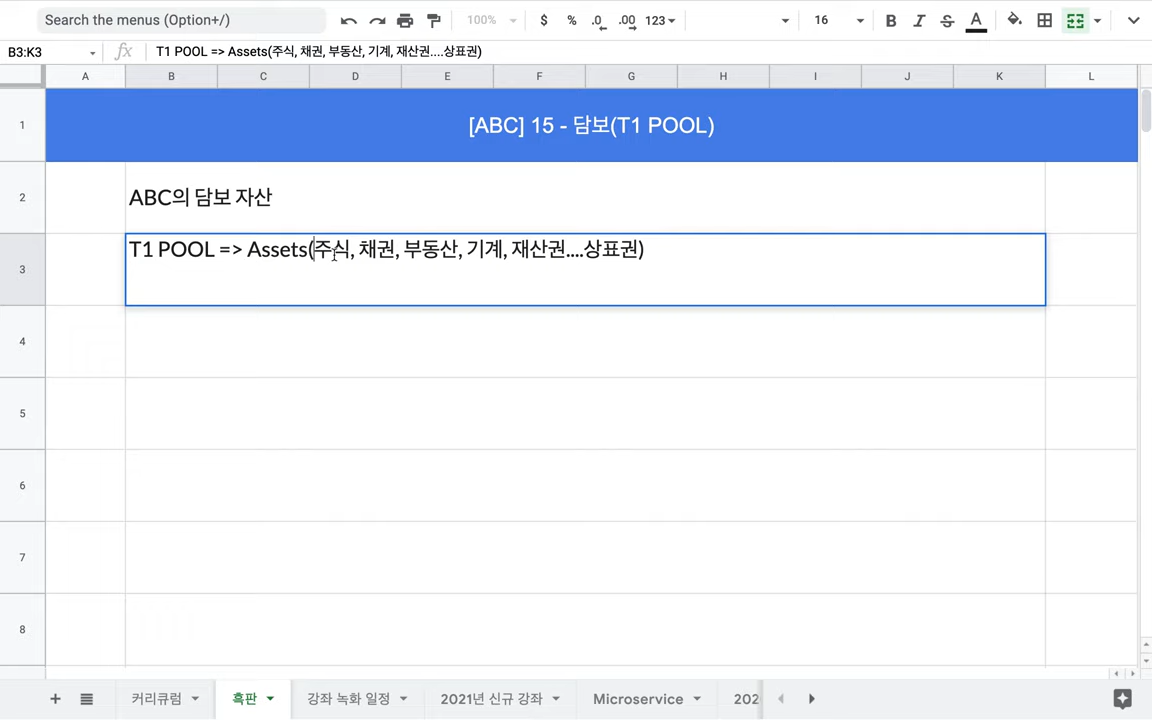 Search the menus (Option+/)
100%
$ % .0 .00 123
16
B I S A
B3:K3
fx
T1 POOL => Assets(주식, 채권, 부동산, 기계, 재산권....상표권)
A B C D E F G H I J K L
1
[ABC] 15 - 담보(T1 POOL)
2
ABC의 담보 자산
3
T1 POOL => Assets(주식, 채권, 부동산, 기계, 재산권....상표권)
4
5
6
7
8
+ 커리큘럼 흑판 강좌 녹화 일정 2021년 신규 강좌 Microservice 202